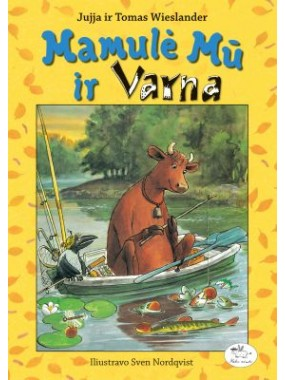 Jujja ir Tomas Wieslander
Mamulė Mū
ir Varna
Iliustravo Sven Nordqvist